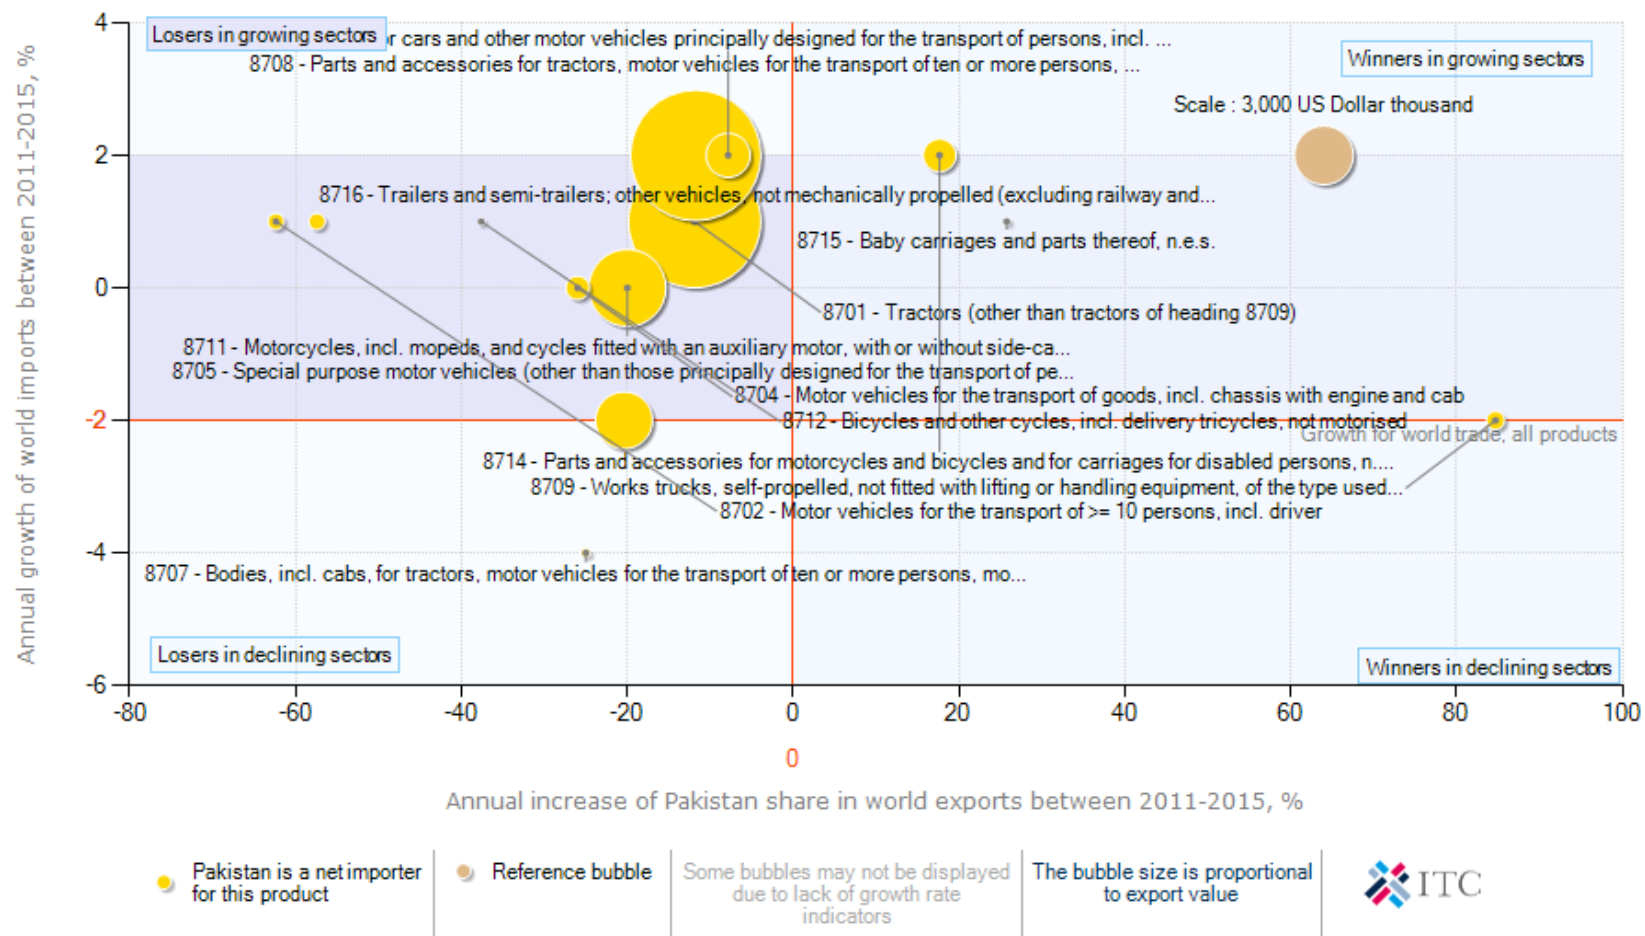 Annual growth of world imports between 2011-2015, %
4
2
0
-2
-4
-6
Losers in growing sectors
r cars and other motor vehicles principally designed for the transport of persons, incl. ...
8708 - Parts and accessories for tractors, motor vehicles for the transport of ten or more persons, ...
Winners in growing sectors
Scale : 3,000 US Dollar thousand
8716 - Trailers and semi-trailers; other vehicles, not mechanically propelled (excluding railway and...
8715 - Baby carriages and parts thereof, n.e.s.
8701 - Tractors (other than tractors of heading 8709)
8711 - Motorcycles, incl. mopeds, and cycles fitted with an auxiliary motor, with or without side-ca...
8705 - Special purpose motor vehicles (other than those principally designed for the transport of pe...
8704 - Motor vehicles for the transport of goods, incl. chassis with engine and cab
8712 - Bicycles and other cycles, incl. delivery tricycles, not motorised
Growth for world trade, all products
8714 - Parts and accessories for motorcycles and bicycles and for carriages for disabled persons, n....
8709 - Works trucks, self-propelled, not fitted with lifting or handling equipment, of the type used...
8702 - Motor vehicles for the transport of >= 10 persons, incl. driver
8707 - Bodies, incl. cabs, for tractors, motor vehicles for the transport of ten or more persons, mo...
Losers in declining sectors
Winners in declining sectors
-80 -60 -40 -20 0 20 40 60 80 100
0
Annual increase of Pakistan share in world exports between 2011-2015, %
Pakistan is a net importer
for this product
Reference bubble
Some bubbles may not be displayed
due to lack of growth rate
indicators
The bubble size is proportional
to export value
ITC